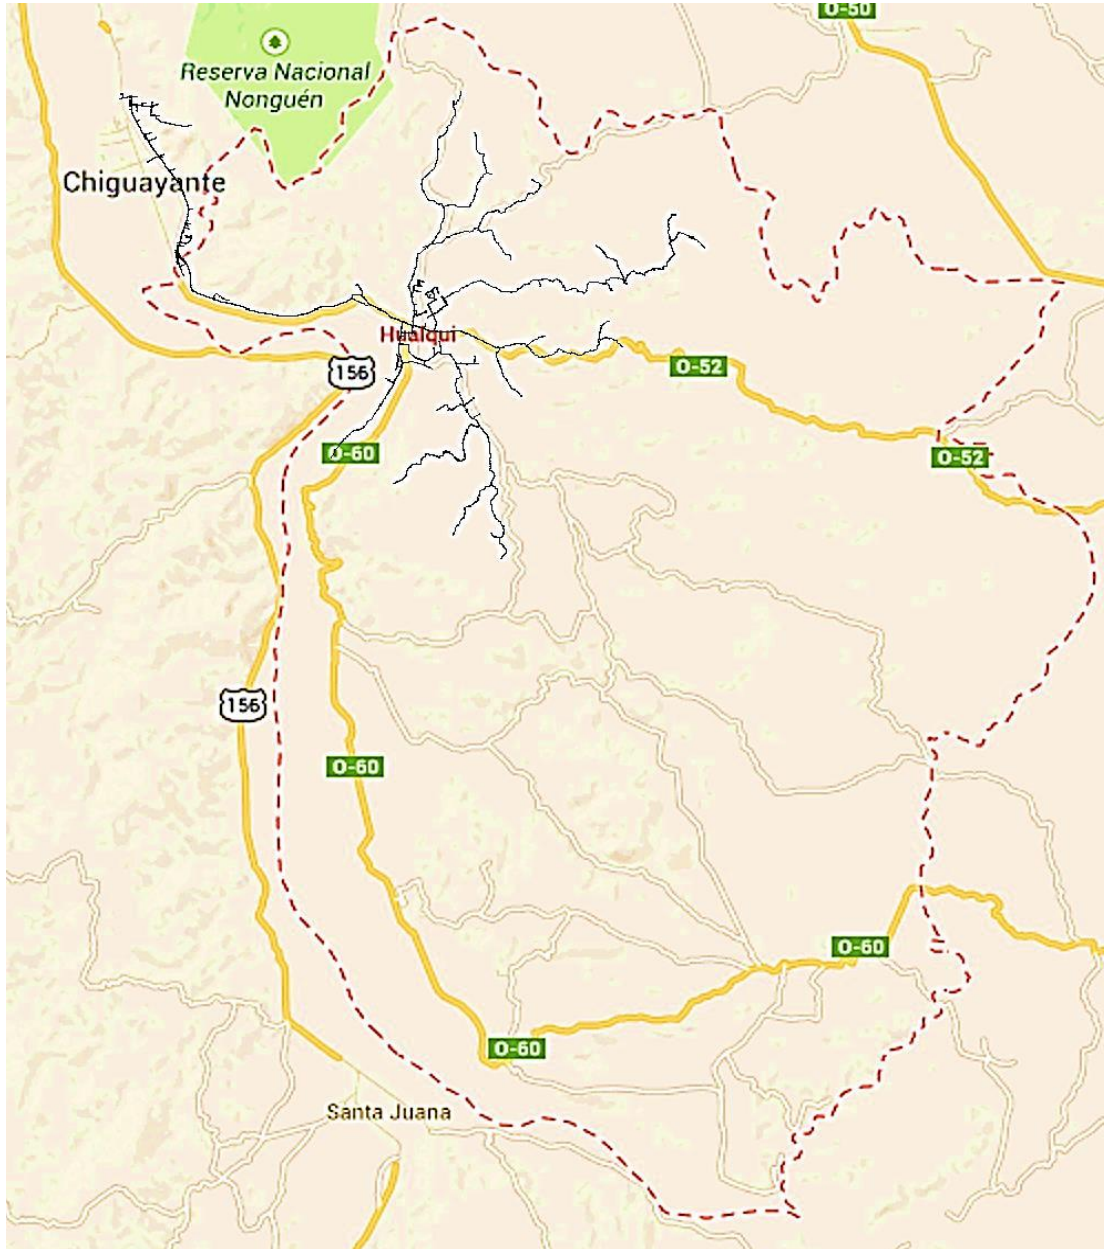 O-50
Reserva Nacional
Nonguén
Chiguayante
Hualqui
156
O-52
O-60
O-52
156
O-60
O-60
O-60
Santa Juana